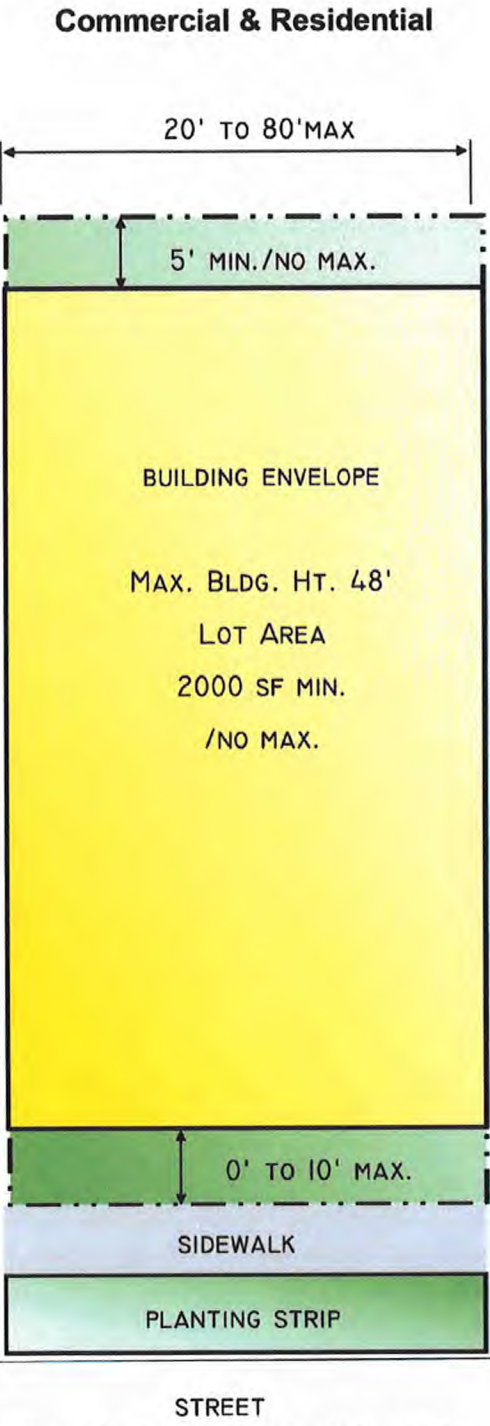 Commercial & Residential
20' TO 80'MAX
5' MIN./NO MAX.
BUILDING ENVELOPE
MAX. BLDG. HT. 48'
LOT AREA
2000 SF MIN.
/NO MAX.
0' TO 10' MAX.
SIDEWALK
PLANTING STRIP
STREET